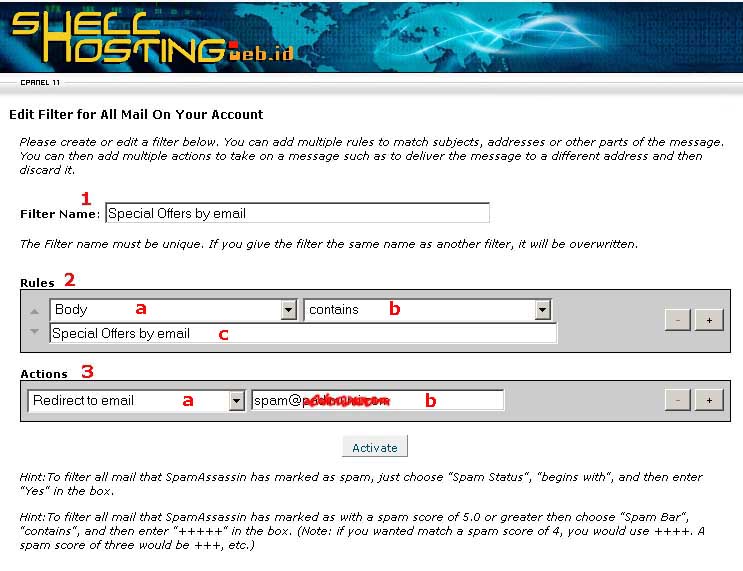 SHELL
HOSTING web.id
CPANEL 11
Edit Filter for All Mail On Your Account
Please create or edit a filter below. You can add multiple rules to match subjects, addresses or other parts of the message.
You can then add multiple actions to take on a message such as to deliver the message to a different address and then
discard it.
1
Filter Name: Special Offers by email
The Filter name must be unique. If you give the filter the same name as another filter, it will be overwritten.
Rules 2
Body a contains b
- +
Special Offers by email c
Actions 3
Redirect to email a spam@ b - +
Activate
Hint:To filter all mail that SpamAssassin has marked as spam, just choose "Spam Status", "begins with", and then enter
"Yes" in the box.
Hint:To filter all mail that SpamAssassin has marked as with a spam score of 5.0 or greater then choose "Spam Bar",
"contains", and then enter "+++++" in the box. (Note: if you wanted match a spam score of 4, you would use ++++. A
spam score of three would be +++, etc.)